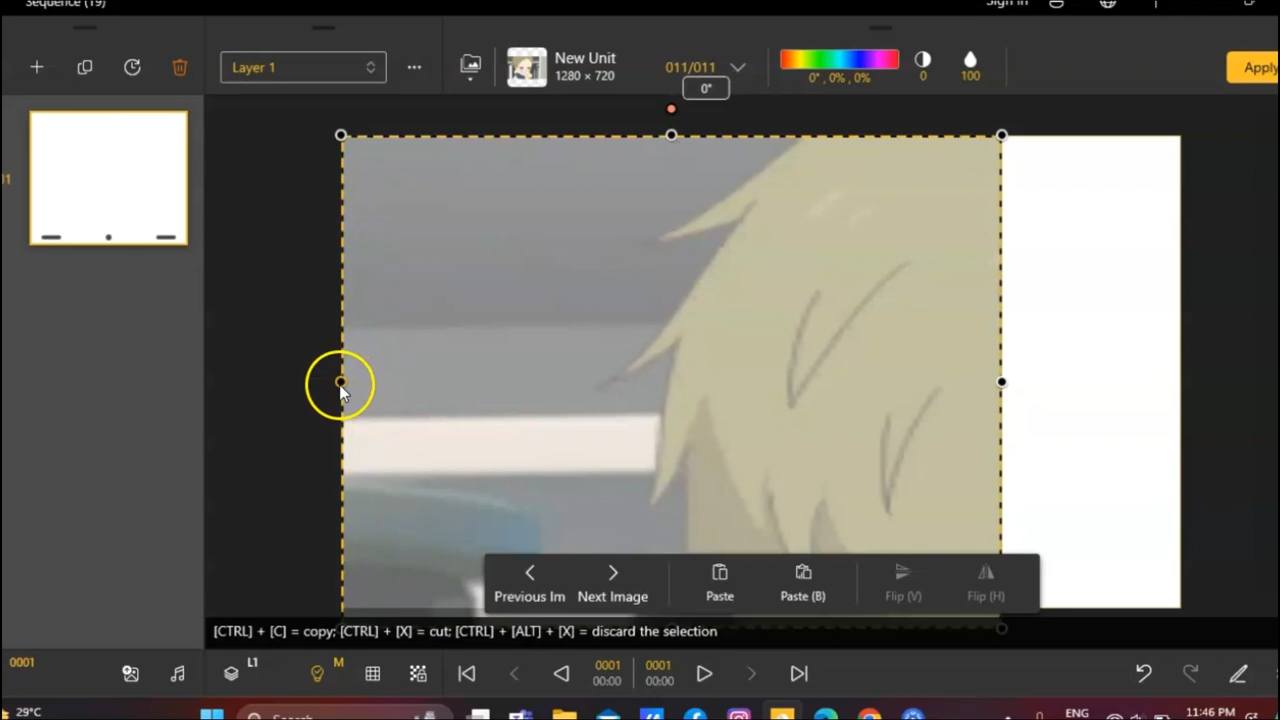 Sequence (19)
Sign in
Layer 1
New Unit
1280 × 720
011/011
0°
0° , 0% , 0%
0
100
Apply
01
Previous Im
Next Image
Paste
Paste (B)
Flip (V)
Flip (H)
[CTRL] + [C] = copy; [CTRL] + [X] = cut; [CTRL] + [ALT] + [X] = discard the selection
0001
L1
M
0001
00:00
0001
00:00
29°C
Search
ENG
11:46 PM